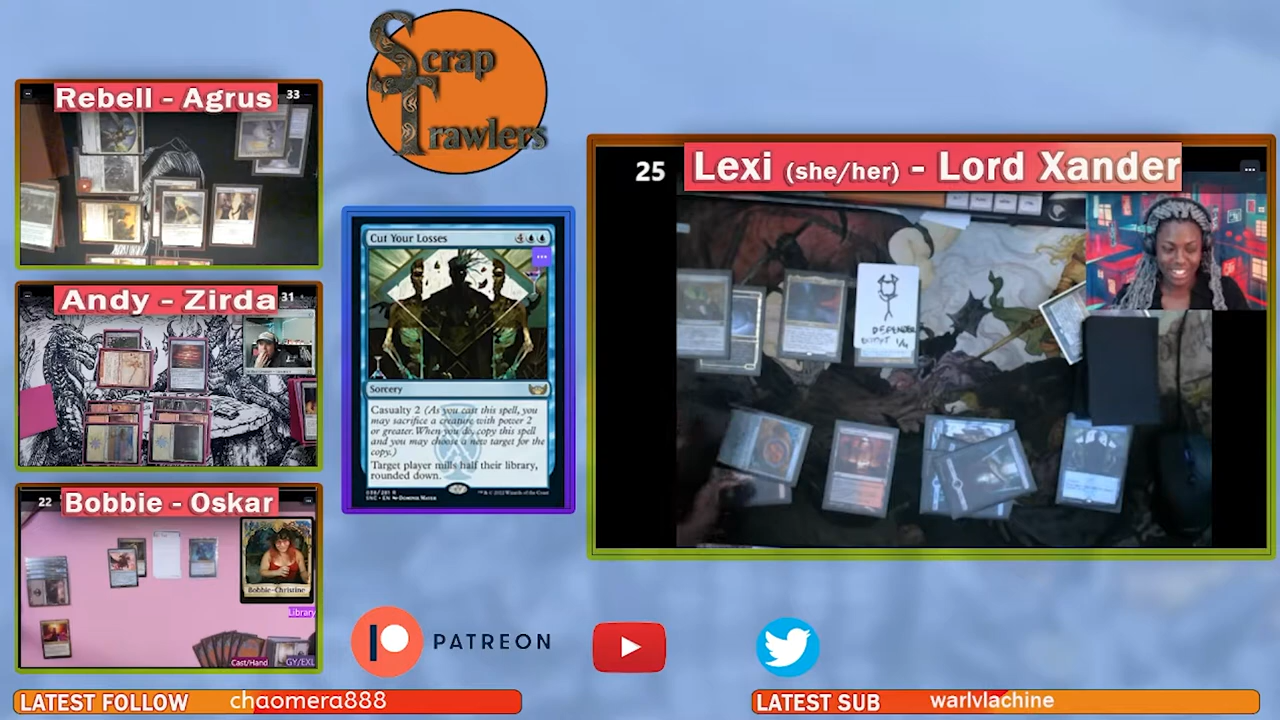 Scrap
Trawlers
Rebell - Agrus
33
Andy - Zirda
31
22
Bobbie - Oskar
Bobbie-Christine
Library
Cast/Hand
GY/EXL
Cut Your Losses
4
Sorcery
Casualty 2 (As you cast this spell, you
may sacrifice a creature with power 2
or greater. When you do, copy this spell
and you may choose a new target for the
copy.)
Target player mills half their library,
rounded down.
25
Lexi (she/her) - Lord Xander
DEFENDER
PATREON
LATEST FOLLOW
chaomera888
LATEST SUB
warlvlachine